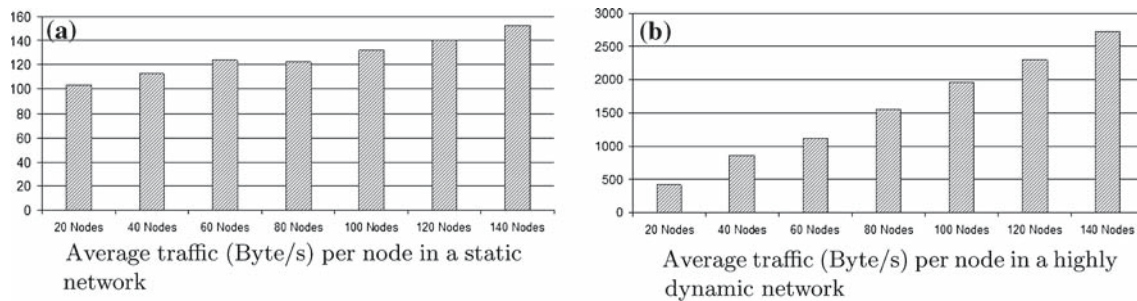 (a)
160
140
120
100
80
60
40
20
0
20 Nodes 40 Nodes 60 Nodes 80 Nodes 100 Nodes 120 Nodes 140 Nodes
Average traffic (Byte/s) per node in a static
network
(b)
3000
2500
2000
1500
1000
500
0
20 Nodes 40 Nodes 60 Nodes 80 Nodes 100 Nodes 120 Nodes 140 Nodes
Average traffic (Byte/s) per node in a highly
dynamic network